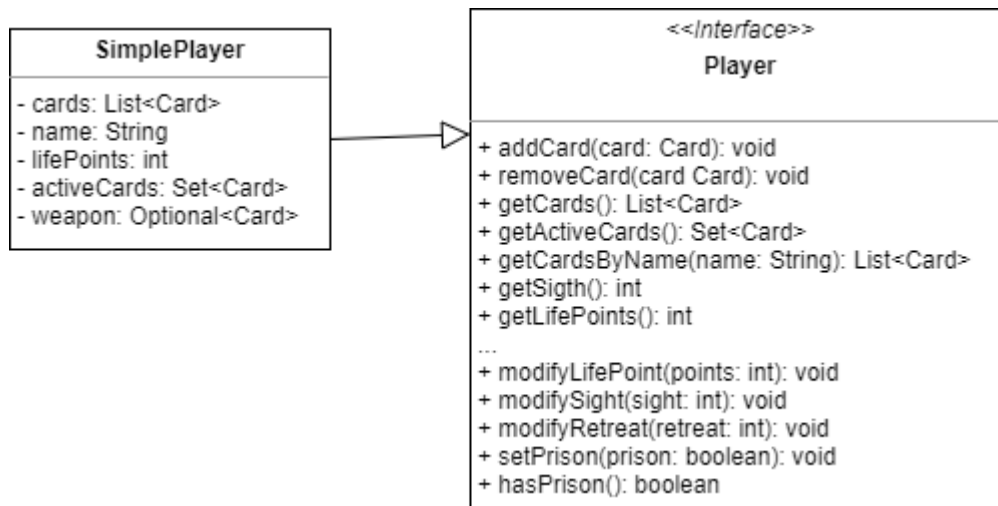 SimplePlayer
- cards: List<Card>
- name: String
- lifePoints: int
- activeCards: Set<Card>
- weapon: Optional<Card>
<<Interface>>
Player
+ addCard(card: Card): void
+ removeCard(card Card): void
+ getCards(): List<Card>
+ getActiveCards(): Set<Card>
+ getCardsByName(name: String): List<Card>
+ getSigth(): int
+ getLifePoints(): int
...
+ modifyLifePoint(points: int): void
+ modifySight(sight: int): void
+ modifyRetreat(retreat: int): void
+ setPrison(prison: boolean): void
+ hasPrison(): boolean